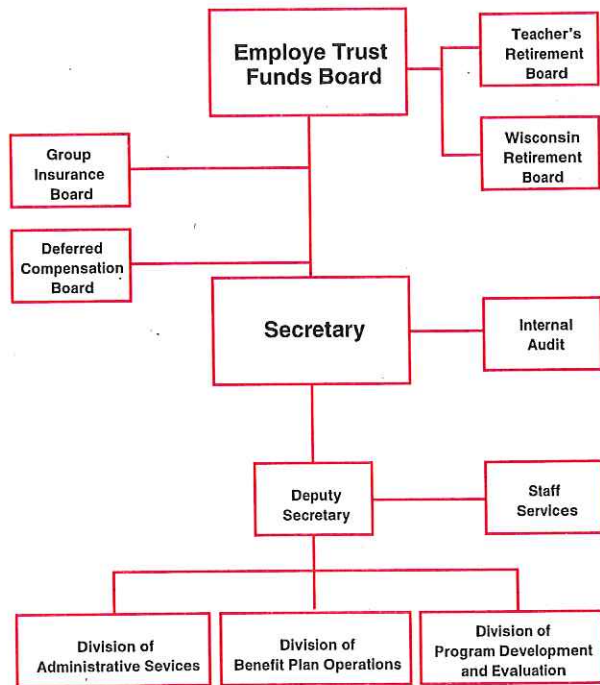 Employe Trust
Funds Board
Teacher's
Retirement
Board
Wisconsin
Retirement
Board
Group
Insurance
Board
Deferred
Compensation
Board
Secretary
Internal
Audit
Deputy
Secretary
Staff
Services
Division of
Administrative Sevices
Division of
Benefit Plan Operations
Division of
Program Development
and Evaluation